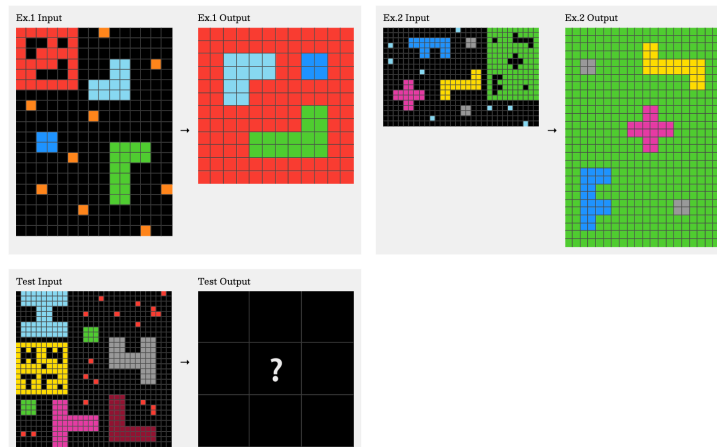 Ex.1 Input
Ex.1 Output
Ex.2 Input
Ex.2 Output
→
→
Test Input
Test Output
→
?